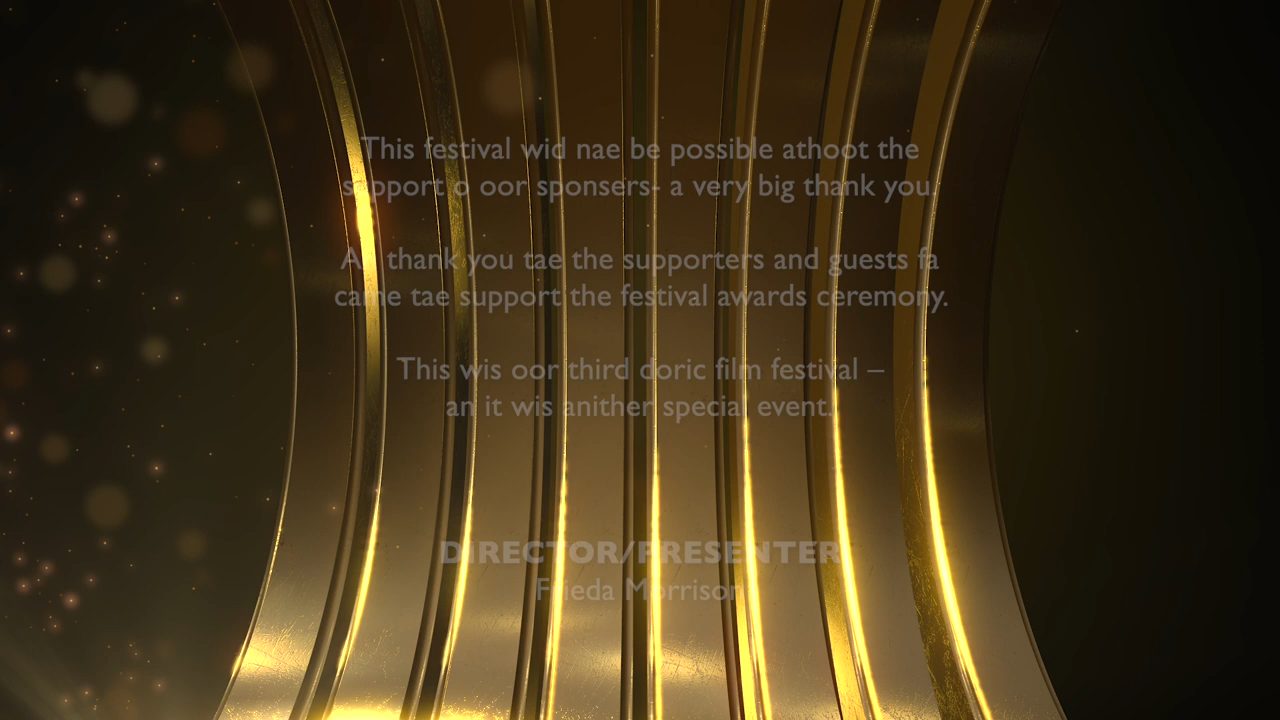 This festival wid nae be possible athoot the
support o oor sponsers- a very big thank you.
An thank you tae the supporters and guests fa
came tae support the festival awards ceremony.
This wis oor third doric film festival –
an it wis anither special event.
DIRECTOR/PRESENTER
Frieda Morrison